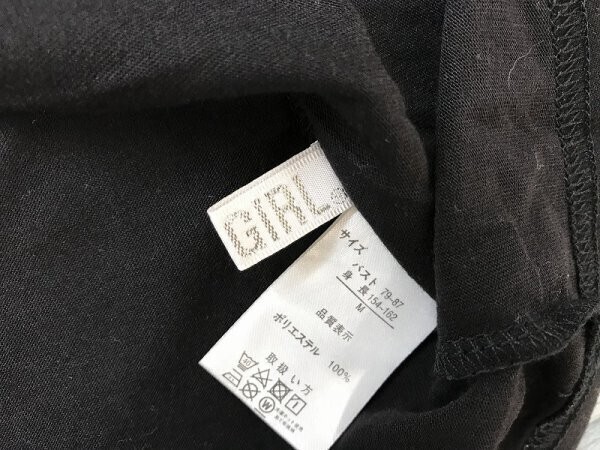 GIRL
サイズ
バスト 79-87
身長 154-162
M
品質表示
ポリエステル 100%
取扱い方